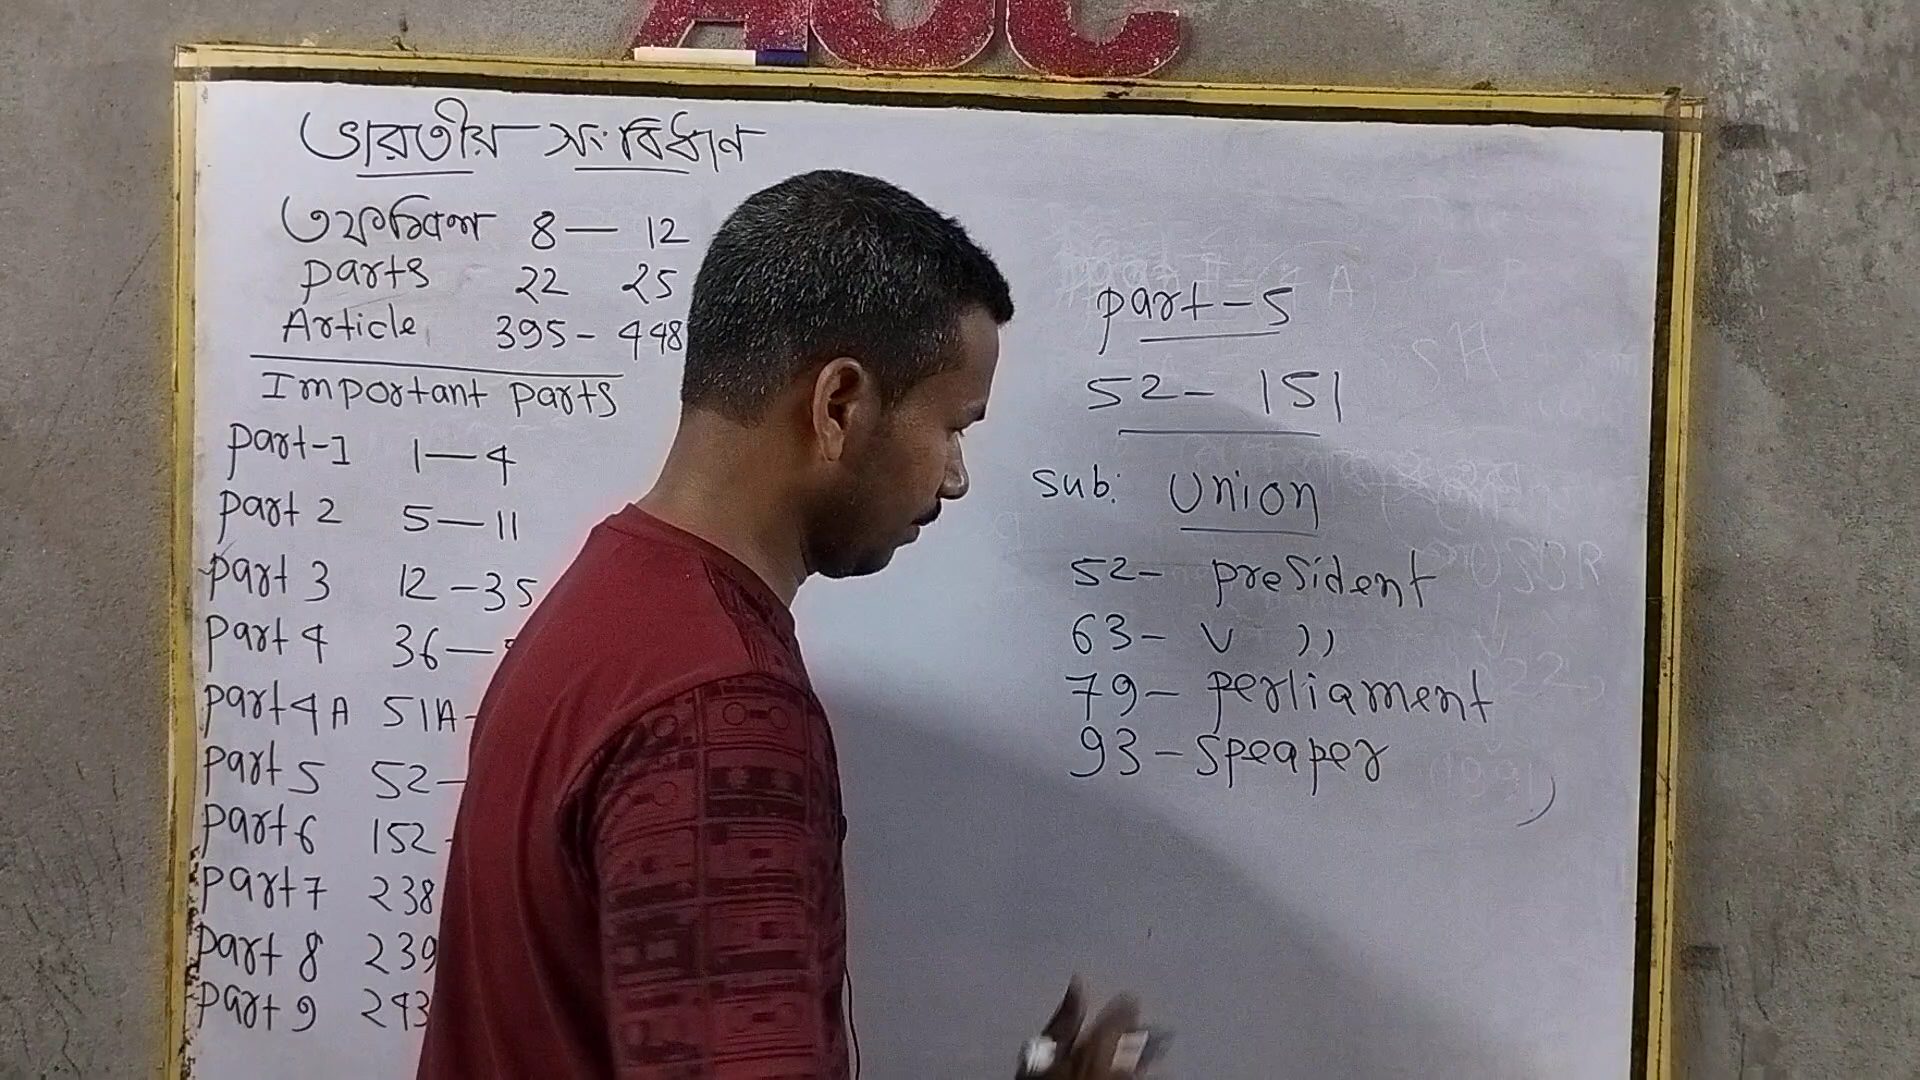 AOC
ভারতীয় সংবিধান
তফসিল 8 — 12
parts 22 25
Article 395 - 448
Important parts
part-1 1—4
part 2 5—11
part 3 12-35
part 4 36—
part 4A 51A-
part 5 52-
part 6 152-
part 7 238
part 8 239
part 9 243
part-5
52- 151
sub: Union
52- president
63- V ,,
79- perliament
93-speaper